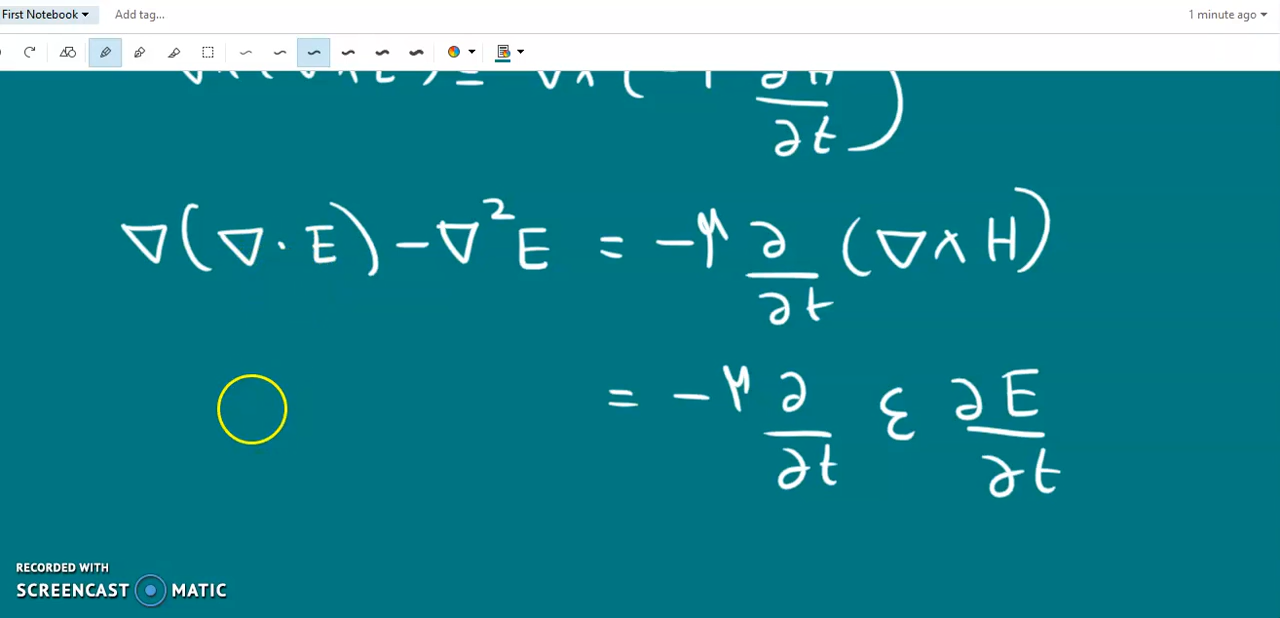 First Notebook Add tag... 1 minute ago
∇×(∇×E) = ∇×(-μ ∂H/∂t)
∇(∇·E) - ∇²E = -μ ∂/∂t (∇×H)
= -μ ∂/∂t ε ∂E/∂t
RECORDED WITH
SCREENCAST MATIC